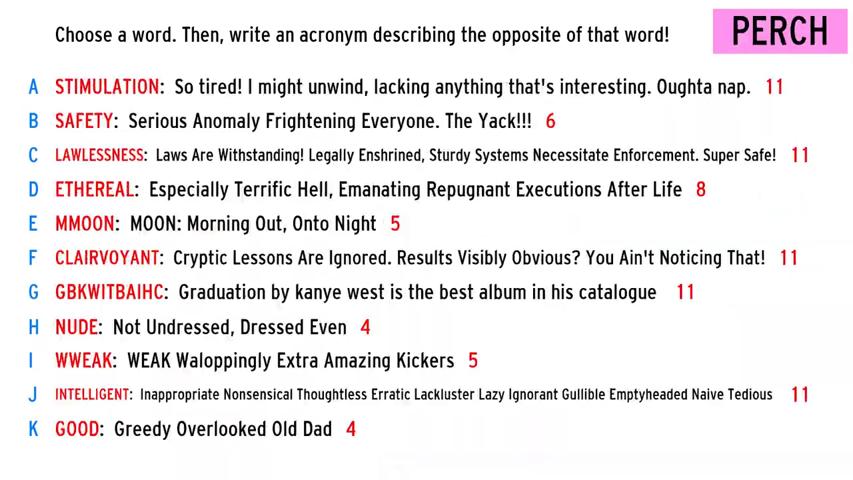 Choose a word. Then, write an acronym describing the opposite of that word!
PERCH
A STIMULATION: So tired! I might unwind, lacking anything that's interesting. Oughta nap. 11
B SAFETY: Serious Anomaly Frightening Everyone. The Yack!!! 6
C LAWLESSNESS: Laws Are Withstanding! Legally Enshrined, Sturdy Systems Necessitate Enforcement. Super Safe! 11
D ETHEREAL: Especially Terrific Hell, Emanating Repugnant Executions After Life 8
E MMOON: MOON: Morning Out, Onto Night 5
F CLAIRVOYANT: Cryptic Lessons Are Ignored. Results Visibly Obvious? You Ain't Noticing That! 11
G GBKWITBAIHC: Graduation by kanye west is the best album in his catalogue 11
H NUDE: Not Undressed, Dressed Even 4
I WWEAK: WEAK Waloppingly Extra Amazing Kickers 5
J INTELLIGENT: Inappropriate Nonsensical Thoughtless Erratic Lackluster Lazy Ignorant Gullible Emptyheaded Naive Tedious 11
K GOOD: Greedy Overlooked Old Dad 4